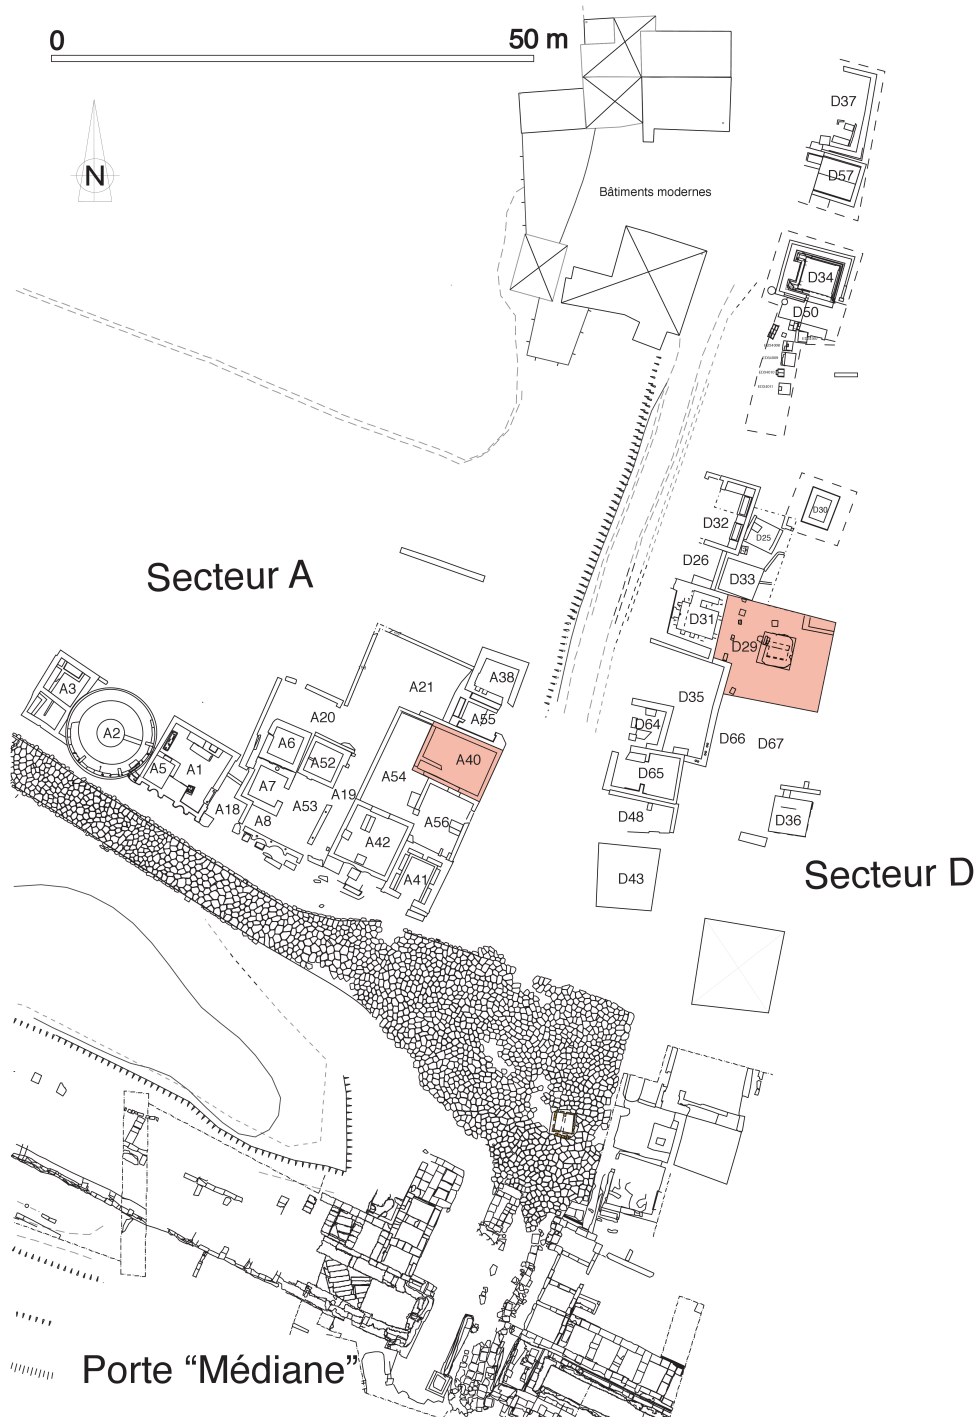 0 50 m
N
Bâtiments modernes
D37
D57
D34
D50
D32
D30
D25
D26
D33
D31
D29
Secteur A
A3
A2
A5
A1
A18
A20
A6
A52
A7
A8
A53
A19
A21
A38
A55
A40
A54
A56
A42
A41
D35
D64
D66
D67
D65
D48
D36
D43
Secteur D
Porte “Médiane”